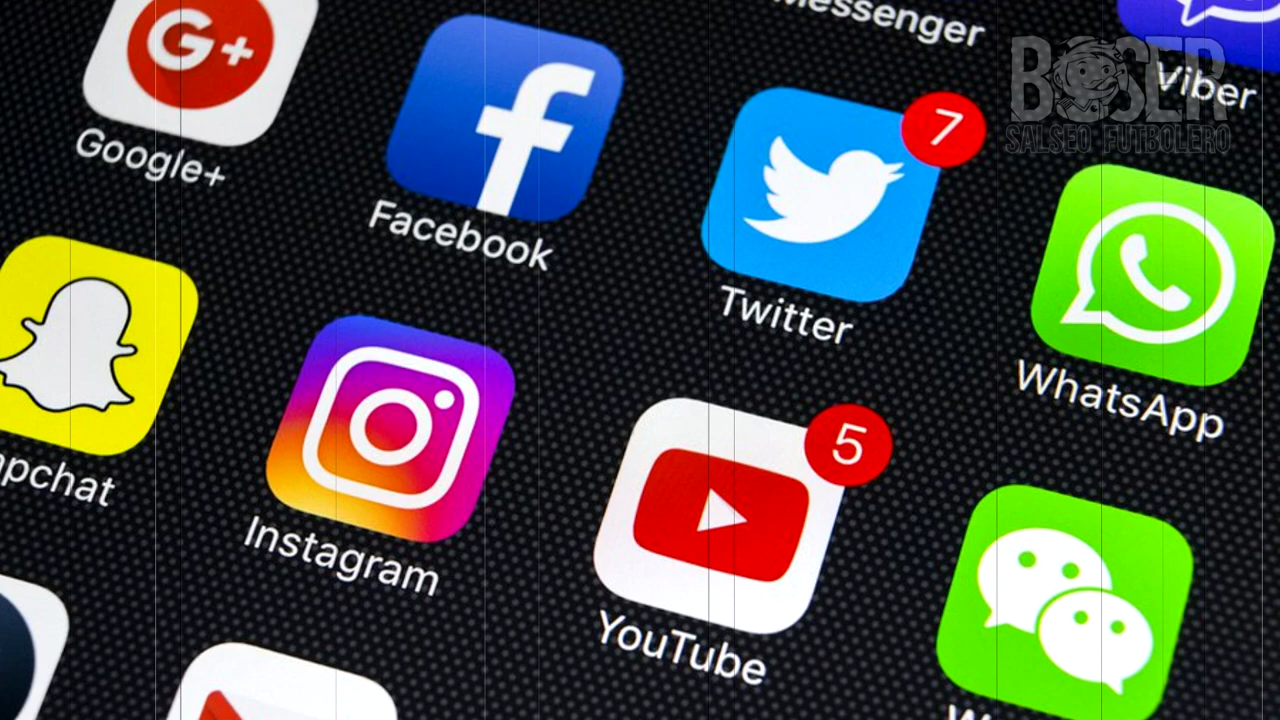 Messenger
Viber
BOSER
SALSEO FUTBOLERO
G+
Google+
f
Facebook
7
Twitter
WhatsApp
pchat
Instagram
5
YouTube
W